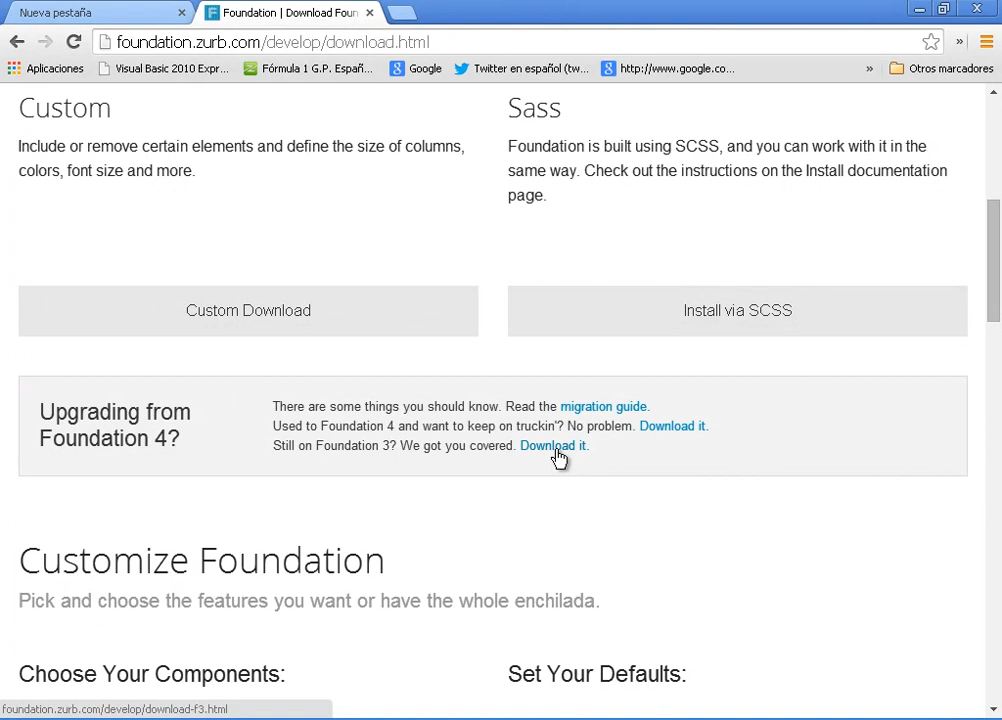 Nueva pestaña
Foundation | Download Foun
foundation.zurb.com/develop/download.html
Aplicaciones
Visual Basic 2010 Expr...
Fórmula 1 G.P. Españ...
Google
Twitter en español (tw...
http://www.google.co...
»
Otros marcadores
Custom
Include or remove certain elements and define the size of columns,
colors, font size and more.
Custom Download
Sass
Foundation is built using SCSS, and you can work with it in the
same way. Check out the instructions on the Install documentation
page.
Install via SCSS
Upgrading from
Foundation 4?
There are some things you should know. Read the migration guide.
Used to Foundation 4 and want to keep on truckin'? No problem. Download it.
Still on Foundation 3? We got you covered. Download it.
Customize Foundation
Pick and choose the features you want or have the whole enchilada.
Choose Your Components:
Set Your Defaults:
foundation.zurb.com/develop/download-f3.html